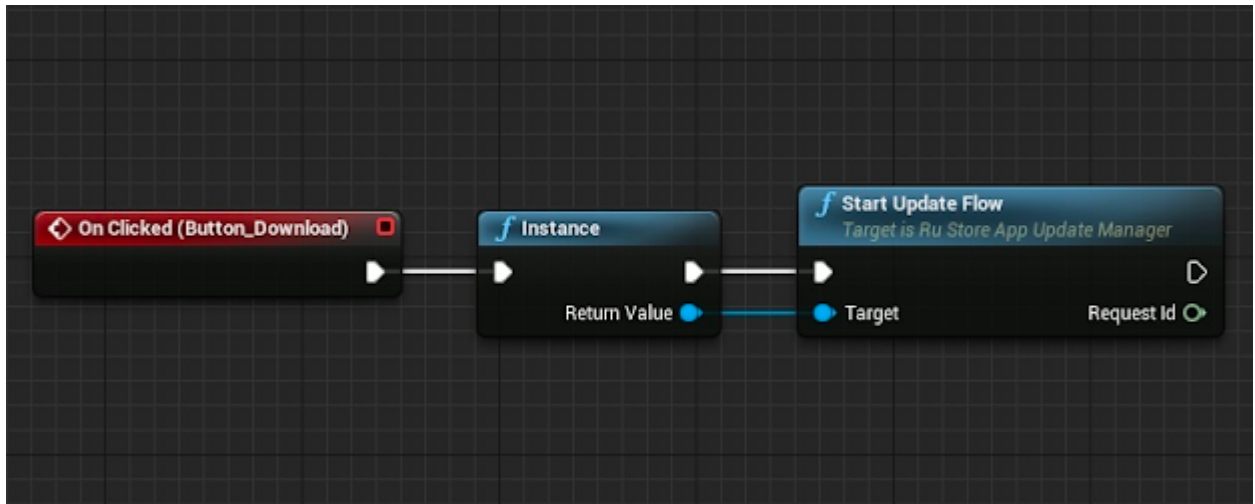 On Clicked (Button_Download)
f Instance
Return Value
f Start Update Flow
Target is Ru Store App Update Manager
Target
Request Id